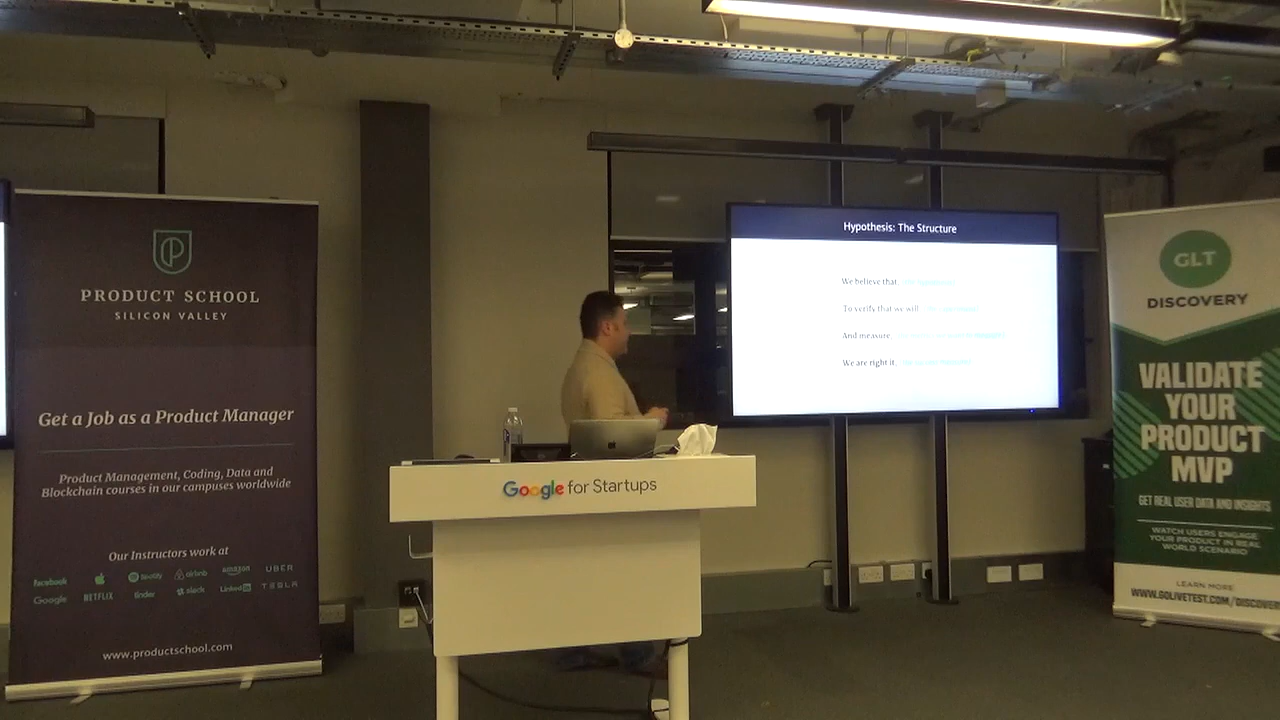 PRODUCT SCHOOL
SILICON VALLEY
Get a Job as a Product Manager
Product Management, Coding, Data and
Blockchain courses in our campuses worldwide
Our Instructors work at
facebook Spotify airbnb amazon UBER
Google NETFLIX tinder slack LinkedIn TESLA
www.productschool.com
Google for Startups
Hypothesis: The Structure
We believe that
To verify that we will
And measure
We are right if,
GLT
DISCOVERY
VALIDATE
YOUR
PRODUCT
MVP
GET REAL USER DATA AND INSIGHTS
WATCH USERS ENGAGE
YOUR PRODUCT IN REAL
WORLD SCENARIO
LEARN MORE
WWW.GOLIVETEST.COM/DISCOVER